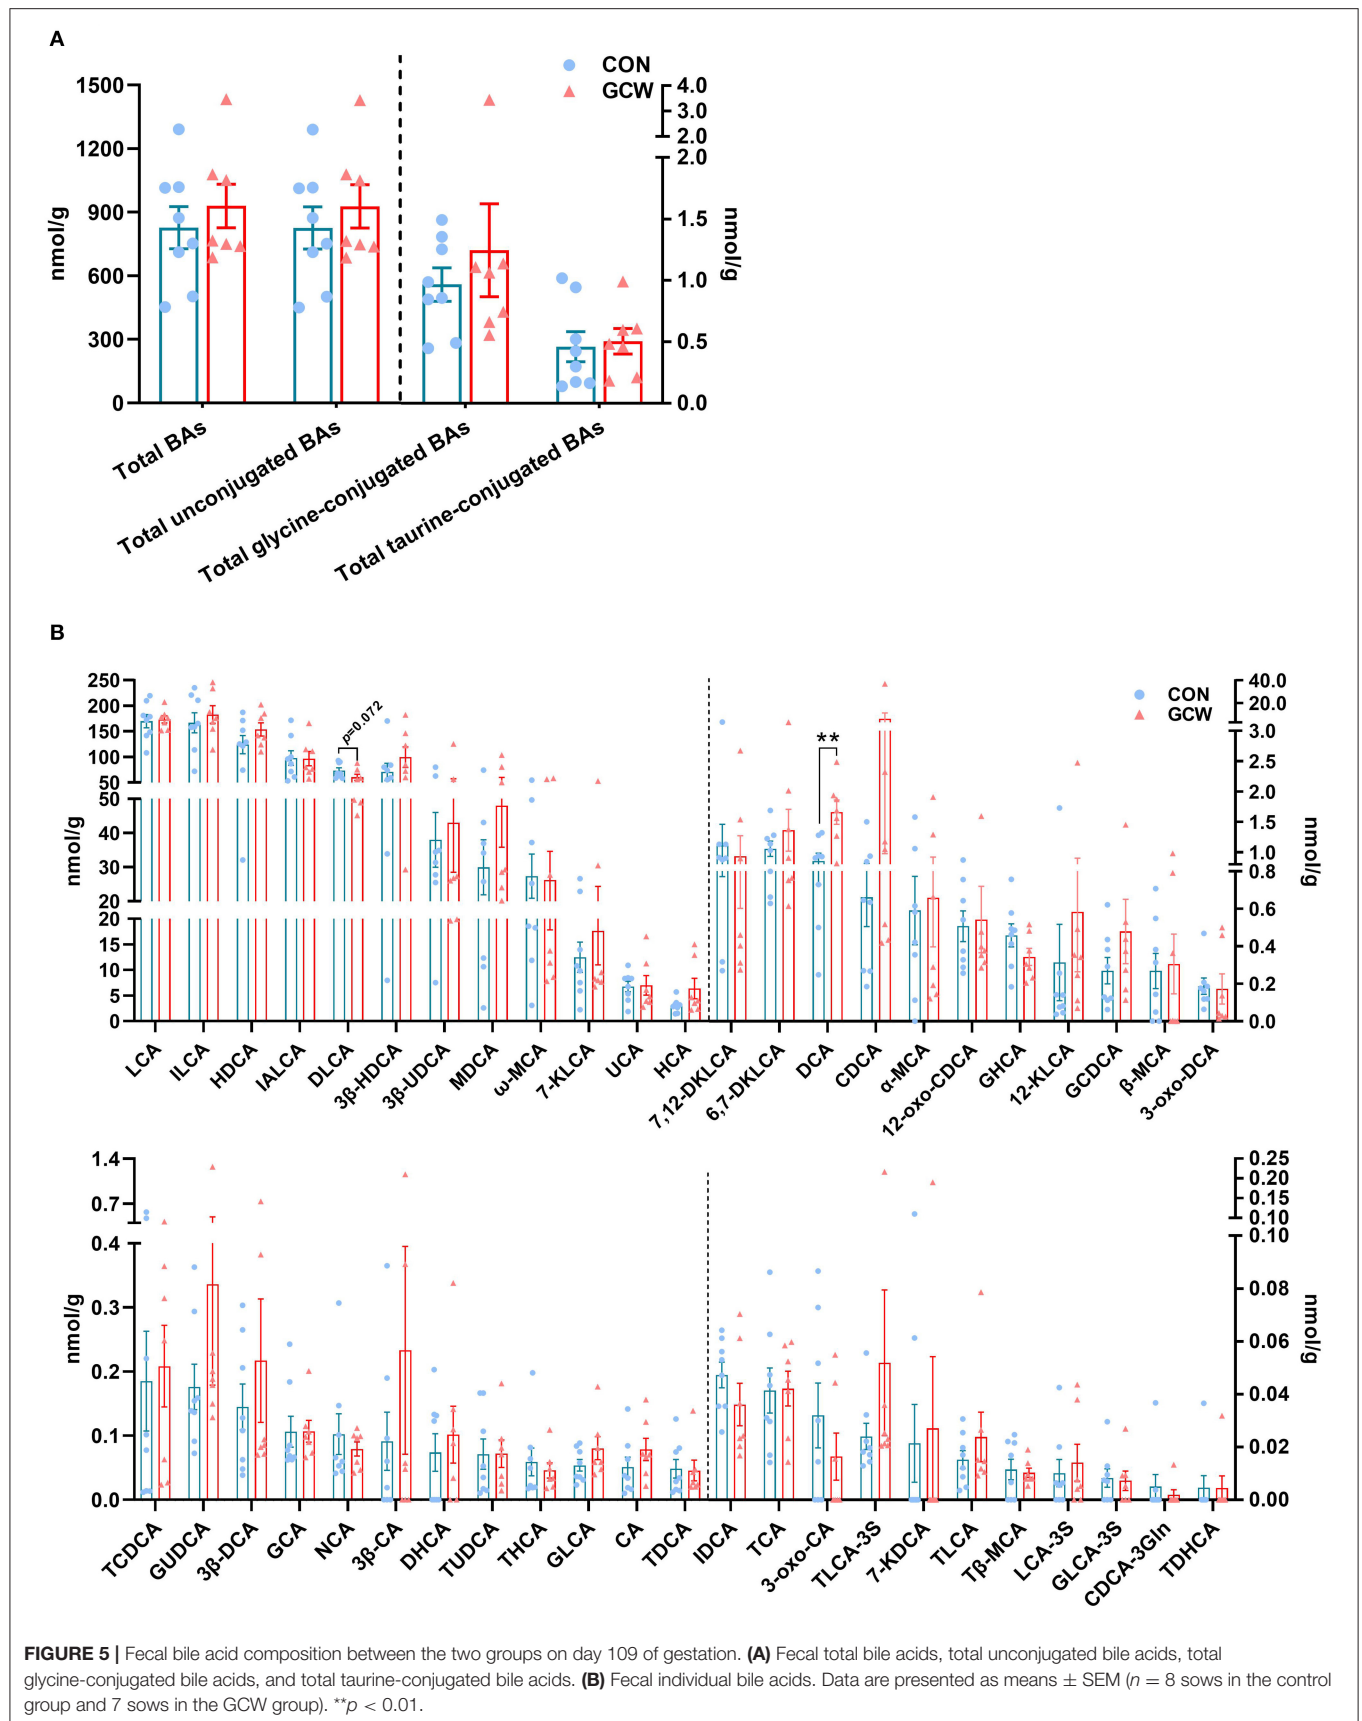 A
CON
GCW
1500
1200
900
600
300
0
nmol/g
4.0
3.0
2.0
2.0
1.5
1.0
0.5
0.0
nmol/g
Total BAs
Total unconjugated BAs
Total glycine-conjugated BAs
Total taurine-conjugated BAs
B
250
200
150
100
50
50
40
30
20
20
15
10
5
0
nmol/g
p=0.072
**
CON
GCW
40.0
20.0
3.0
2.5
2.0
1.5
1.0
0.8
0.6
0.4
0.2
0.0
nmol/g
LCA
ILCA
HDCA
IALCA
DLCA
3β-HDCA
3β-UDCA
MDCA
ω-MCA
7-KLCA
UCA
HCA
7,12-DKLCA
6,7-DKLCA
DCA
CDCA
α-MCA
12-oxo-CDCA
GHCA
12-KLCA
GCDCA
β-MCA
3-oxo-DCA
1.4
0.7
0.4
0.3
0.2
0.1
0.0
nmol/g
0.25
0.20
0.15
0.10
0.10
0.08
0.06
0.04
0.02
0.00
nmol/g
TCDCA
GUDCA
3β-DCA
GCA
NCA
3β-CA
DHCA
TUDCA
THCA
GLCA
CA
TDCA
IDCA
TCA
3-oxo-CA
TLCA-3S
7-KDCA
TLCA
Tβ-MCA
LCA-3S
GLCA-3S
CDCA-3Gln
TDHCA
FIGURE 5 | Fecal bile acid composition between the two groups on day 109 of gestation. (A) Fecal total bile acids, total unconjugated bile acids, total
glycine-conjugated bile acids, and total taurine-conjugated bile acids. (B) Fecal individual bile acids. Data are presented as means ± SEM (n = 8 sows in the control
group and 7 sows in the GCW group). **p < 0.01.